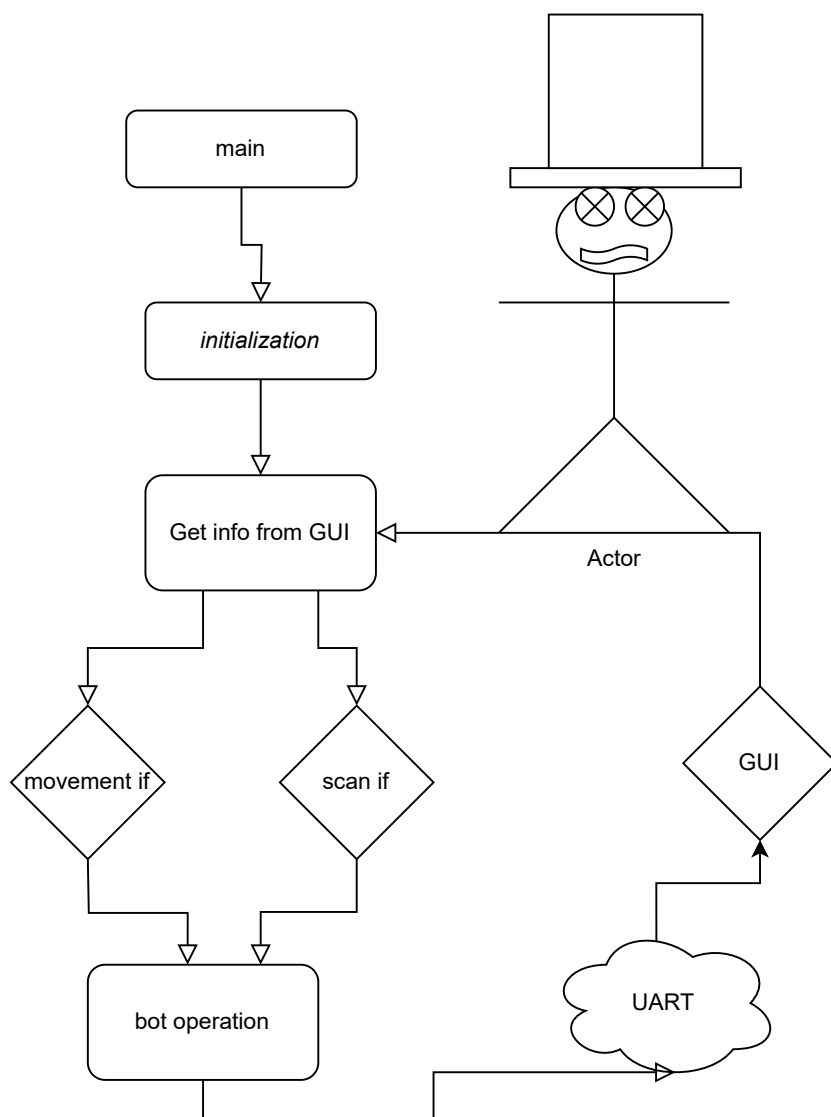 main
initialization
Get info from GUI
Actor
movement if
scan if
GUI
bot operation
UART